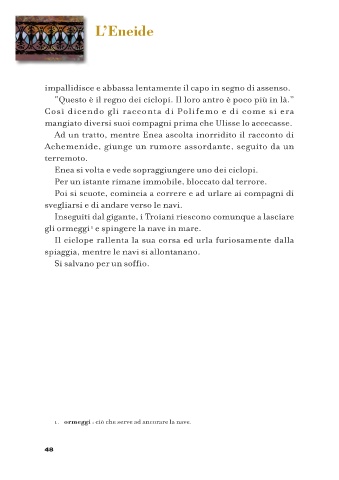 L'Eneide
impallidisce e abbassa lentamente il capo in segno di assenso.
"Questo è il regno dei ciclopi. Il loro antro è poco più in là."
Così dicendo gli racconta di Polifemo e di come si era
mangiato diversi suoi compagni prima che Ulisse lo accecasse.
Ad un tratto, mentre Enea ascolta inorridito il racconto di
Achemenide, giunge un rumore assordante, seguito da un
terremoto.
Enea si volta e vede sopraggiungere uno dei ciclopi.
Per un istante rimane immobile, bloccato dal terrore.
Poi si scuote, comincia a correre e ad urlare ai compagni di
svegliarsi e di andare verso le navi.
Inseguiti dal gigante, i Troiani riescono comunque a lasciare
gli ormeggi¹ e spingere la nave in mare.
Il ciclope rallenta la sua corsa ed urla furiosamente dalla
spiaggia, mentre le navi si allontanano.
Si salvano per un soffio.
1. ormeggi : ciò che serve ad ancorare la nave.
48